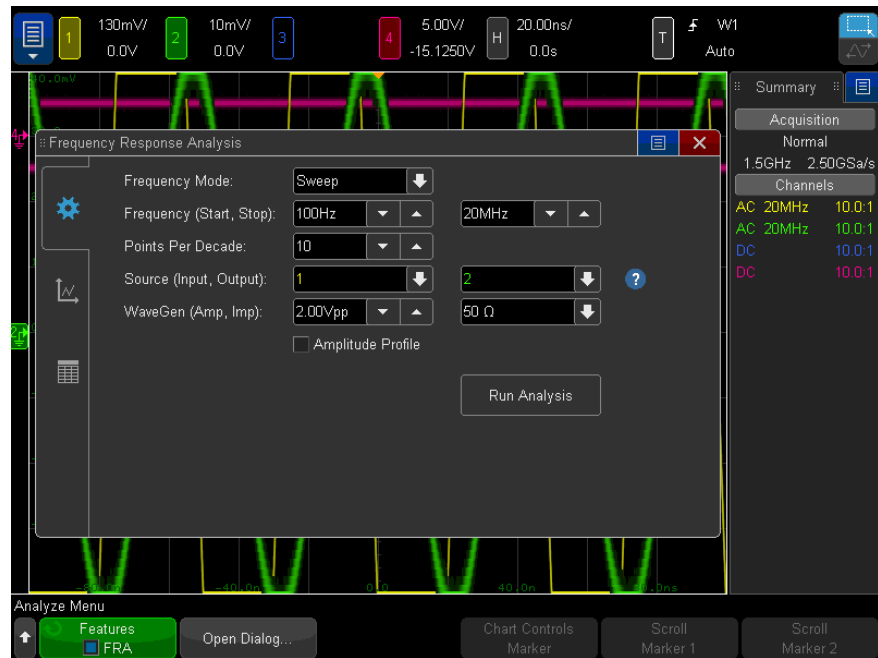 1 130mV/ 0.0V 2 10mV/ 0.0V 3 4 5.00V/ -15.1250V H 20.00ns/ 0.0s T W1 Auto
40.0mV
Summary
Acquisition
Normal
1.5GHz 2.50GSa/s
Channels
AC 20MHz 10.0:1
AC 20MHz 10.0:1
DC 10.0:1
DC 10.0:1
4
2
Frequency Response Analysis
Frequency Mode: Sweep
Frequency (Start, Stop): 100Hz 20MHz
Points Per Decade: 10
Source (Input, Output): 1 2 ?
WaveGen (Amp, Imp): 2.00Vpp 50 Ω
Amplitude Profile
Run Analysis
-40.0n 0.0 40.0n
Analyze Menu
Features
FRA
Open Dialog...
Chart Controls
Marker
Scroll
Marker 1
Scroll
Marker 2